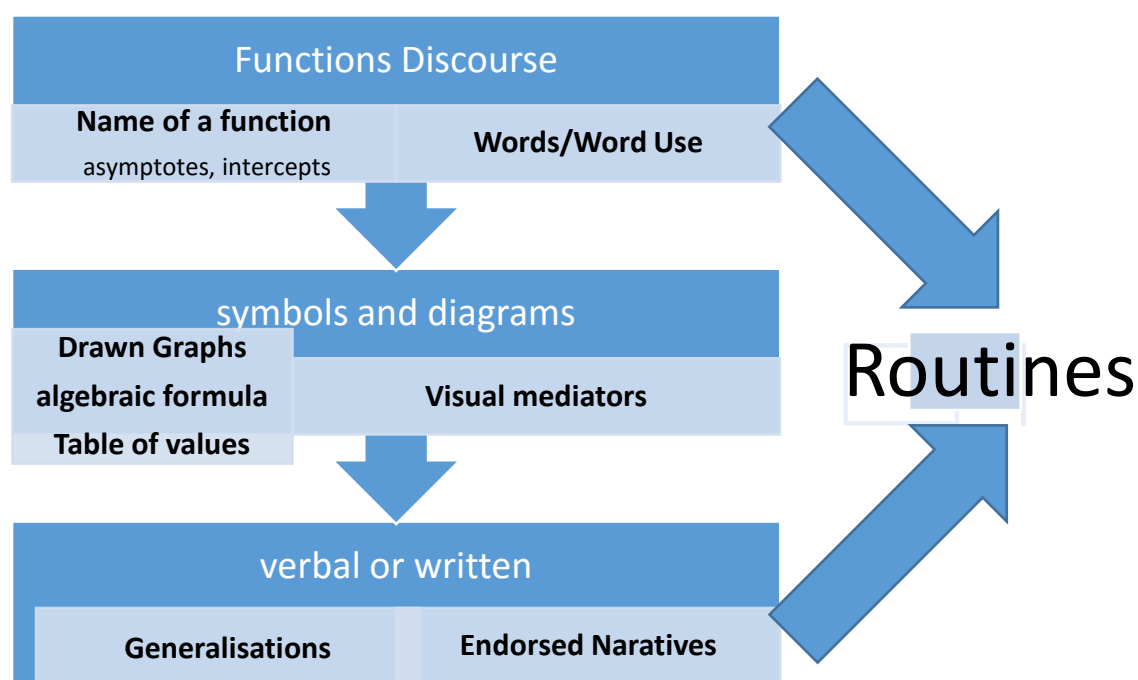 Functions Discourse
Name of a function
asymptotes, intercepts
Words/Word Use
symbols and diagrams
Drawn Graphs
algebraic formula
Table of values
Visual mediators
Routines
verbal or written
Generalisations
Endorsed Naratives